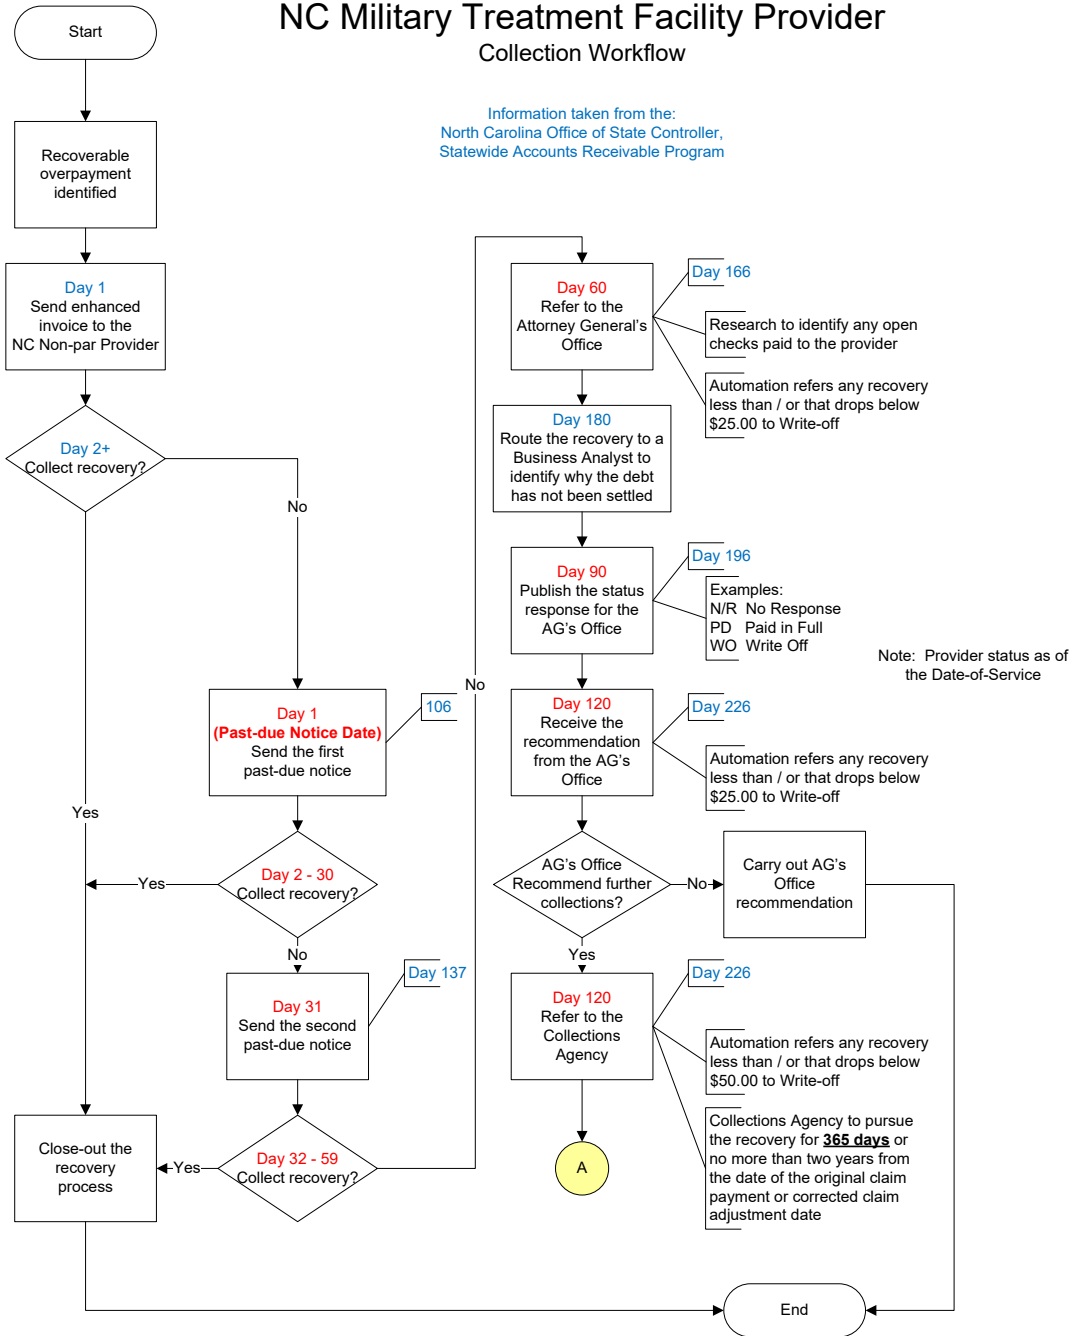 NC Military Treatment Facility Provider
Collection Workflow
Information taken from the:
North Carolina Office of State Controller,
Statewide Accounts Receivable Program
Start
Recoverable
overpayment
identified
Day 1
Send enhanced
invoice to the
NC Non-par Provider
Day 2+
Collect recovery?
No
Yes
Day 1
(Past-due Notice Date)
Send the first
past-due notice
106
Day 2 - 30
Collect recovery?
Yes
No
Day 31
Send the second
past-due notice
Day 137
Day 32 - 59
Collect recovery?
Yes
No
Close-out the
recovery
process
Day 60
Refer to the
Attorney General's
Office
Day 166
Research to identify any open
checks paid to the provider
Automation refers any recovery
less than / or that drops below
$25.00 to Write-off
Day 180
Route the recovery to a
Business Analyst to
identify why the debt
has not been settled
Day 90
Publish the status
response for the
AG's Office
Day 196
Examples:
N/R No Response
PD Paid in Full
WO Write Off
Note: Provider status as of
the Date-of-Service
Day 120
Receive the
recommendation
from the AG's
Office
Day 226
Automation refers any recovery
less than / or that drops below
$25.00 to Write-off
AG's Office
Recommend further
collections?
No
Carry out AG's
Office
recommendation
Yes
Day 120
Refer to the
Collections
Agency
Day 226
Automation refers any recovery
less than / or that drops below
$50.00 to Write-off
Collections Agency to pursue
the recovery for 365 days or
no more than two years from
the date of the original claim
payment or corrected claim
adjustment date
A
End